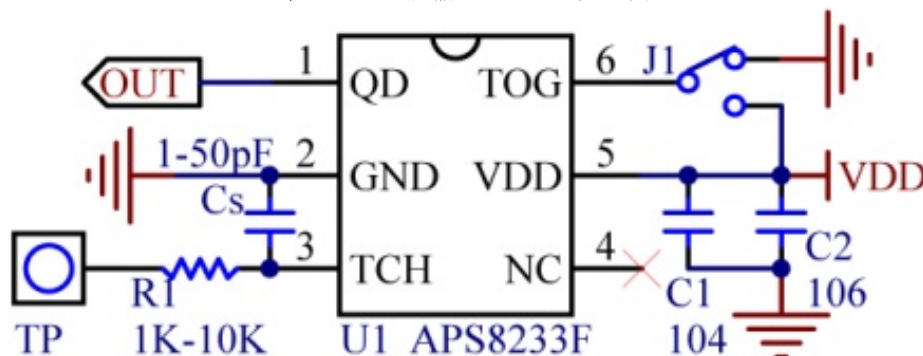 1 6 J1
OUT QD TOG
1-50pF 2 5
GND VDD VDD
Cs
3 4 C2
TCH NC
R1 C1 106
TP 1K-10K U1 APS8233F 104